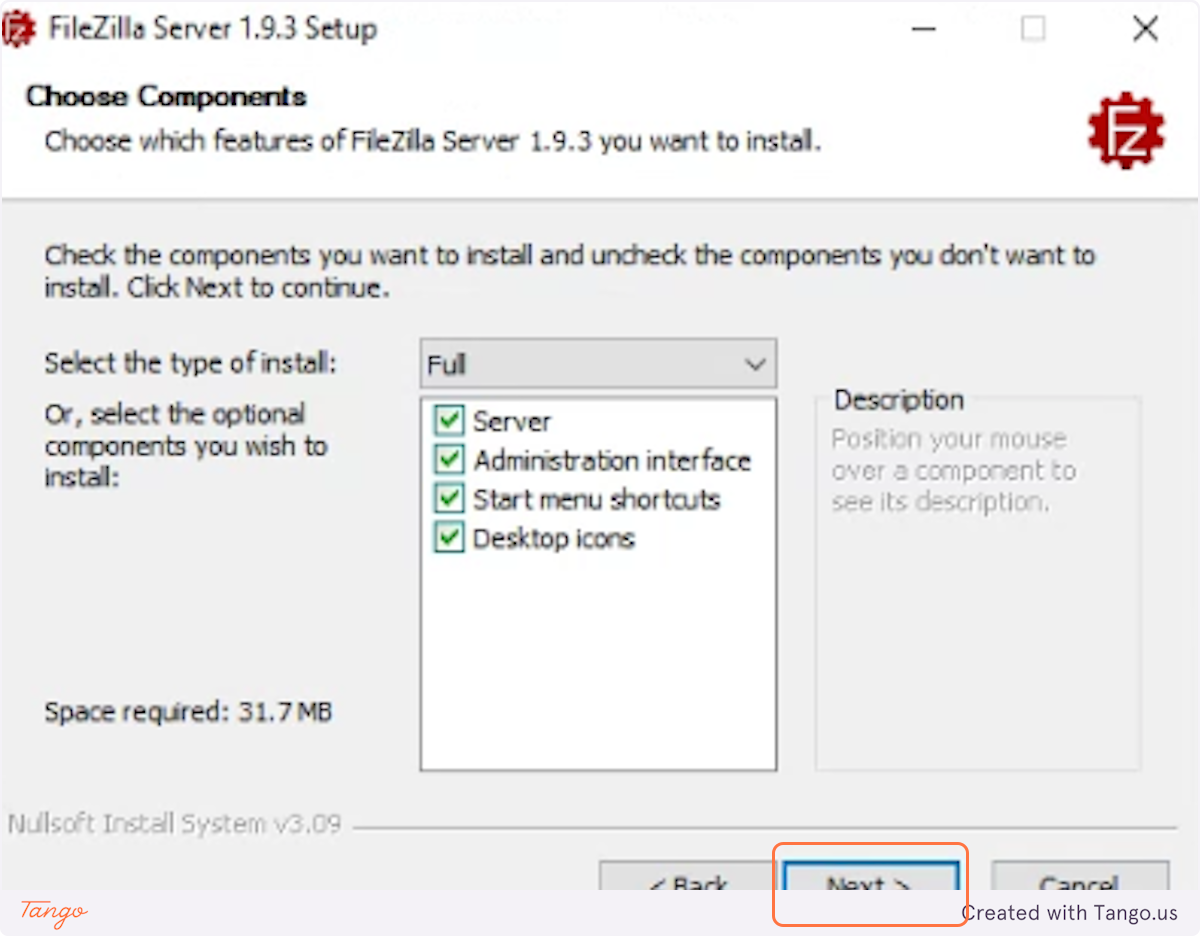 FileZilla Server 1.9.3 Setup
Choose Components
Choose which features of FileZilla Server 1.9.3 you want to install.
Fz
Check the components you want to install and uncheck the components you don't want to
install. Click Next to continue.
Select the type of install:
Full
Or, select the optional
components you wish to
install:
Server
Administration interface
Start menu shortcuts
Desktop icons
Description
Position your mouse
over a component to
see its description.
Space required: 31.7 MB
Nullsoft Install System v3.09
< Back
Next >
Cancel
Tango
Created with Tango.us